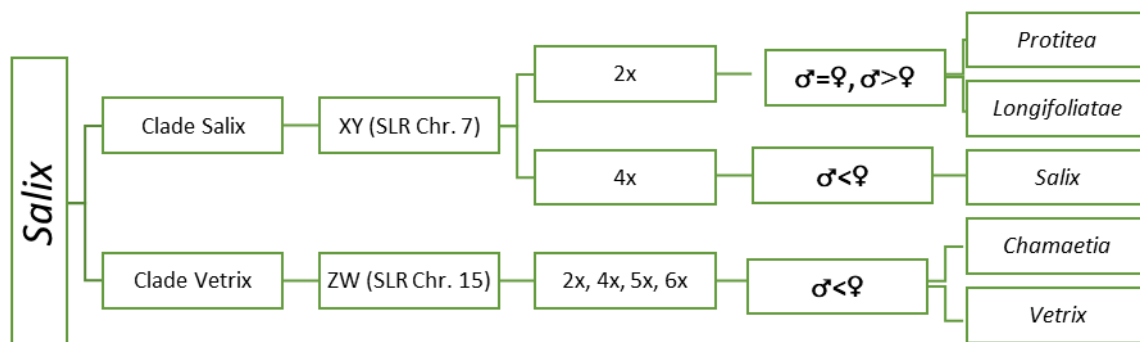 Salix
Clade Salix
XY (SLR Chr. 7)
2x
♂=♀, ♂>♀
Protitea
Longifoliatae
4x
♂<♀
Salix
Clade Vetrix
ZW (SLR Chr. 15)
2x, 4x, 5x, 6x
♂<♀
Chamaetia
Vetrix